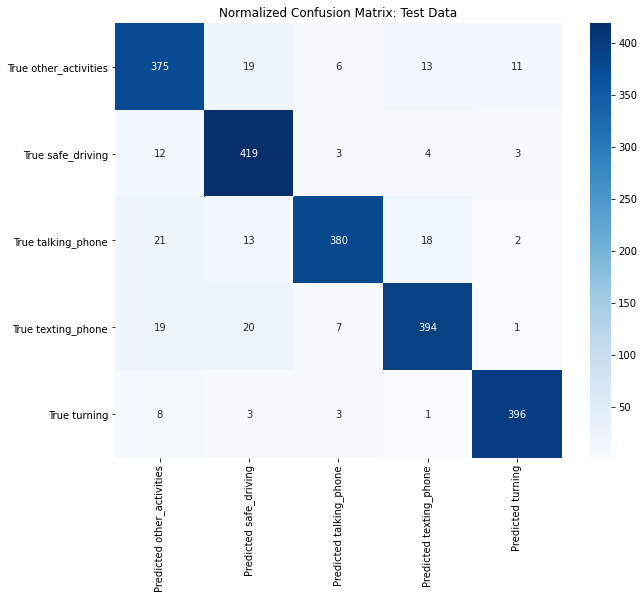 Normalized Confusion Matrix: Test Data
True other_activities 375 19 6 13 11
True safe_driving 12 419 3 4 3
True talking_phone 21 13 380 18 2
True texting_phone 19 20 7 394 1
True turning 8 3 3 1 396
Predicted other_activities
Predicted safe_driving
Predicted talking_phone
Predicted texting_phone
Predicted turning
400
350
300
250
200
150
100
50